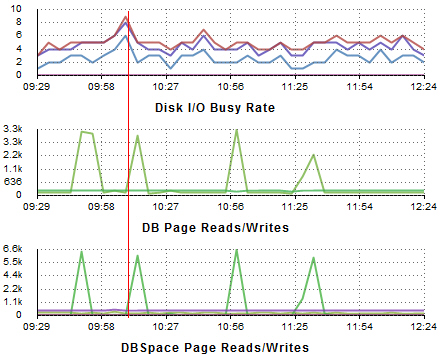 10
8
6
4
2
0
09:29 09:58 10:27 10:56 11:25 11:54 12:24
Disk I/O Busy Rate
3.3k
2.8k
2.2k
1.7k
1.1k
636
0
09:29 09:58 10:27 10:56 11:25 11:54 12:24
DB Page Reads/Writes
6.6k
5.5k
4.4k
3.3k
2.2k
1.1k
0
09:29 09:58 10:27 10:56 11:25 11:54 12:24
DBSpace Page Reads/Writes